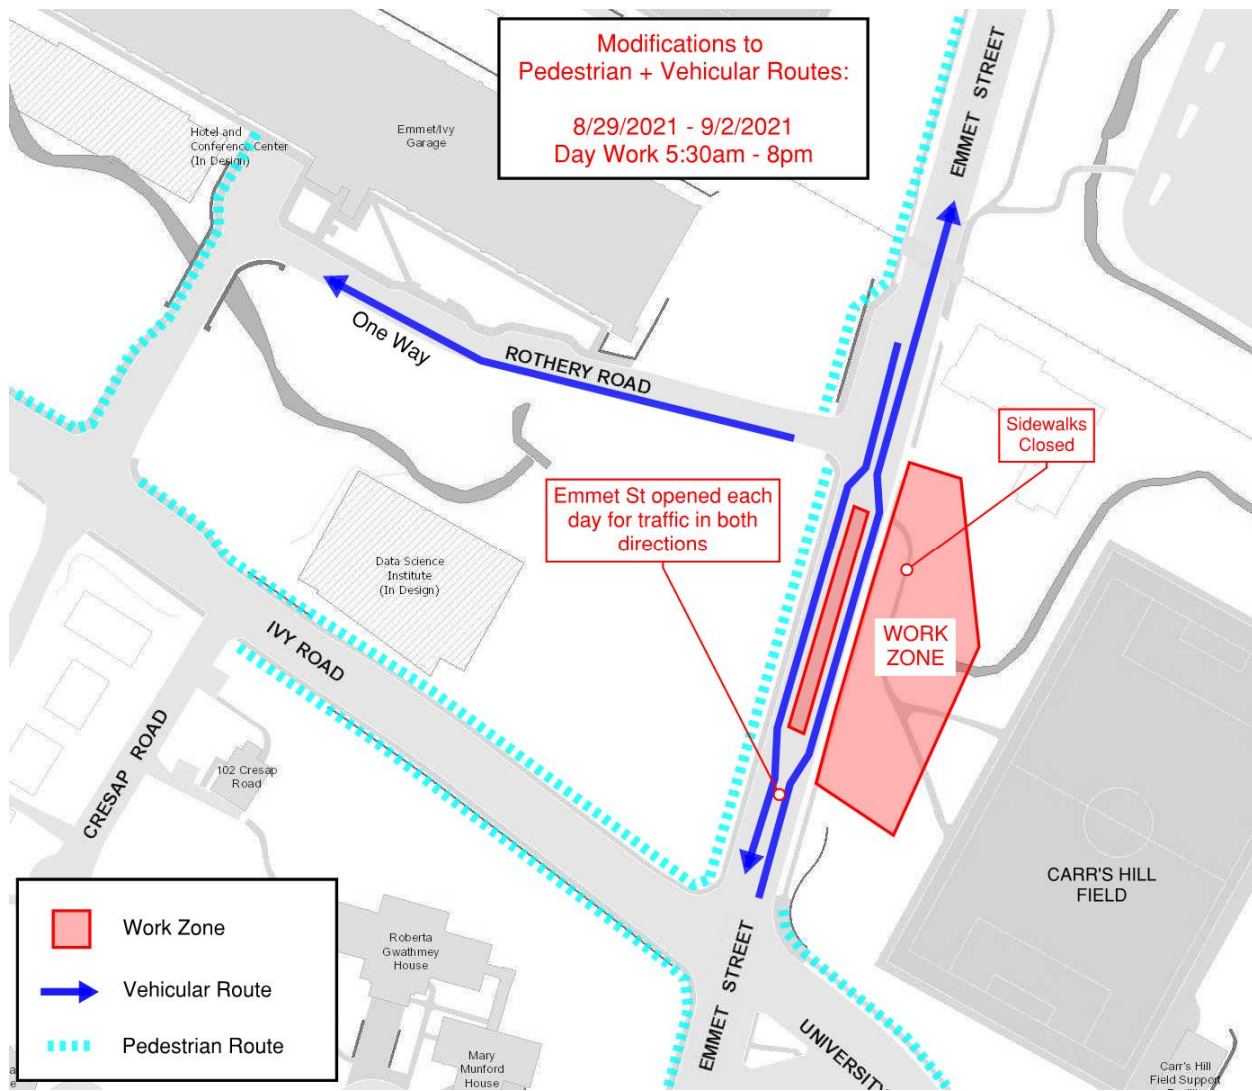 Modifications to
Pedestrian + Vehicular Routes:
8/29/2021 - 9/2/2021
Day Work 5:30am - 8pm
EMMET STREET
Hotel and
Conference Center
(In Design)
Emmet/Ivy
Garage
One Way
ROTHERY ROAD
Sidewalks
Closed
Emmet St opened each
day for traffic in both
directions
Data Science
Institute
(In Design)
WORK
ZONE
IVY ROAD
CRESAP ROAD
102 Cresap
Road
CARR'S HILL
FIELD
Work Zone
Vehicular Route
Pedestrian Route
Roberta
Gwathmey
House
Mary
Munford
House
EMMET STREET
UNIVERSITY
Carr's Hill
Field Support